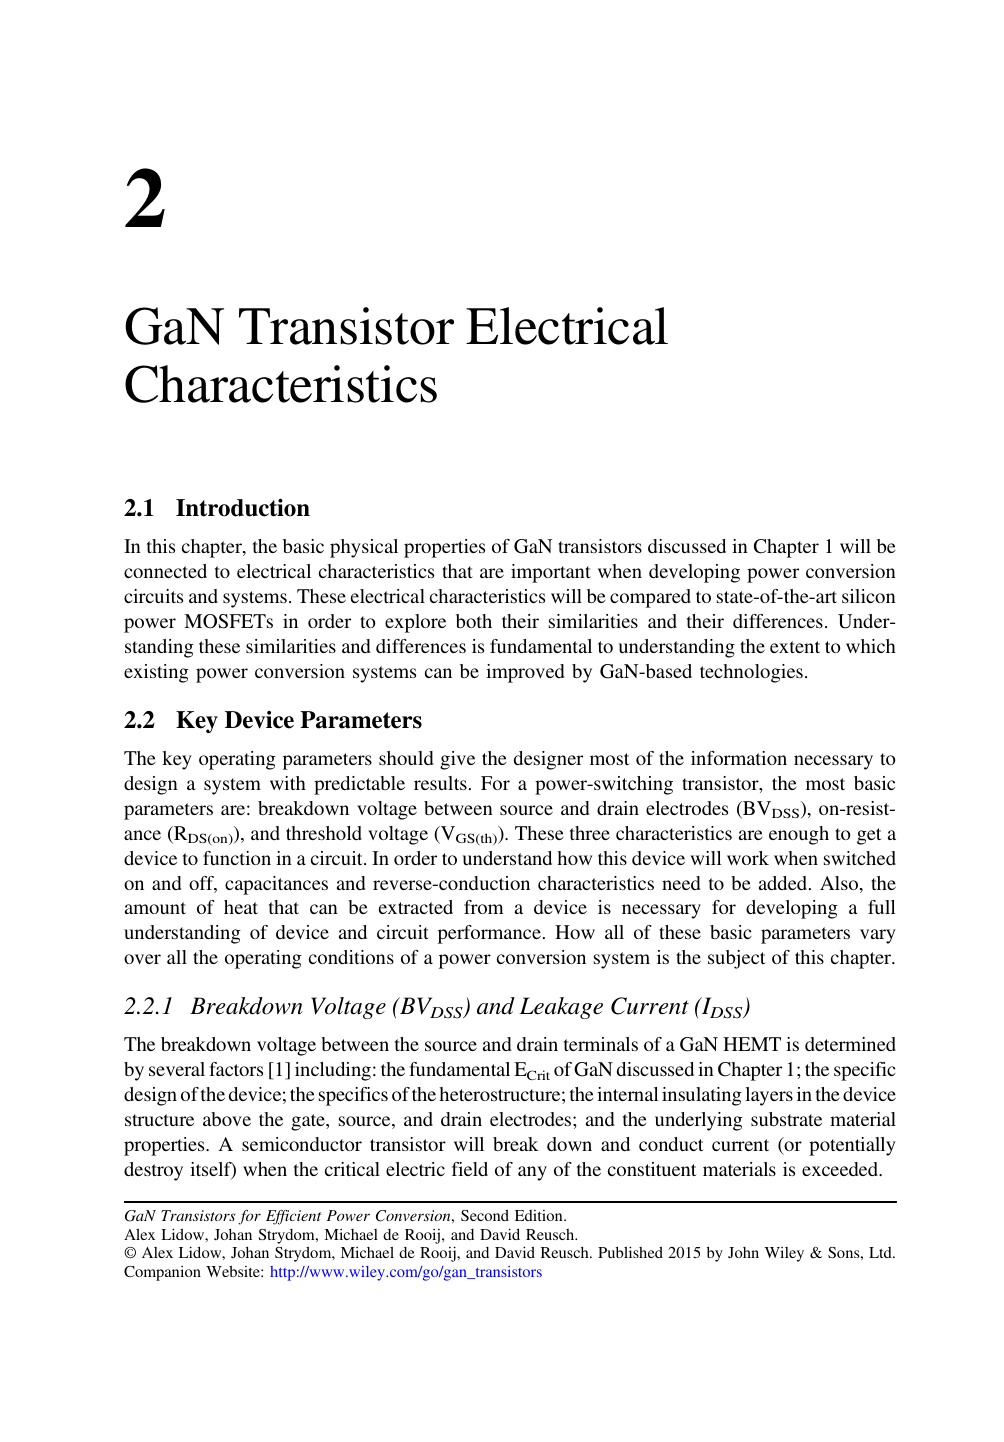 2
GaN Transistor Electrical
Characteristics
2.1 Introduction
In this chapter, the basic physical properties of GaN transistors discussed in Chapter 1 will be
connected to electrical characteristics that are important when developing power conversion
circuits and systems. These electrical characteristics will be compared to state-of-the-art silicon
power MOSFETs in order to explore both their similarities and their differences. Under-
standing these similarities and differences is fundamental to understanding the extent to which
existing power conversion systems can be improved by GaN-based technologies.
2.2 Key Device Parameters
The key operating parameters should give the designer most of the information necessary to
design a system with predictable results. For a power-switching transistor, the most basic
parameters are: breakdown voltage between source and drain electrodes (BVDSS), on-resist-
ance (RDS(on)), and threshold voltage (VGS(th)). These three characteristics are enough to get a
device to function in a circuit. In order to understand how this device will work when switched
on and off, capacitances and reverse-conduction characteristics need to be added. Also, the
amount of heat that can be extracted from a device is necessary for developing a full
understanding of device and circuit performance. How all of these basic parameters vary
over all the operating conditions of a power conversion system is the subject of this chapter.
2.2.1 Breakdown Voltage (BVDSS) and Leakage Current (IDSS)
The breakdown voltage between the source and drain terminals of a GaN HEMT is determined
by several factors [1] including: the fundamental ECrit of GaN discussed in Chapter 1; the specific
design of the device; the specifics of the heterostructure; the internal insulating layers in the device
structure above the gate, source, and drain electrodes; and the underlying substrate material
properties. A semiconductor transistor will break down and conduct current (or potentially
destroy itself) when the critical electric field of any of the constituent materials is exceeded.
GaN Transistors for Efficient Power Conversion, Second Edition.
Alex Lidow, Johan Strydom, Michael de Rooij, and David Reusch.
© Alex Lidow, Johan Strydom, Michael de Rooij, and David Reusch. Published 2015 by John Wiley & Sons, Ltd.
Companion Website: http://www.wiley.com/go/gan_transistors